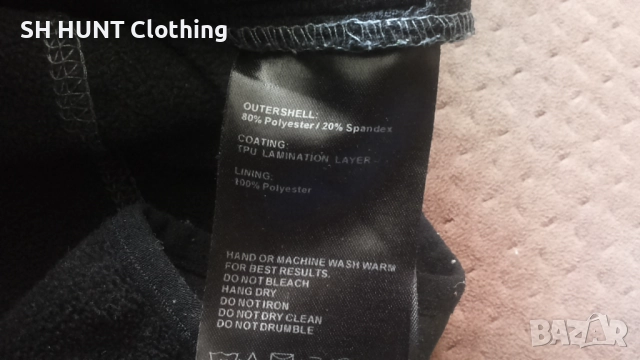 SH HUNT Clothing
OUTERSHELL:
80% Polyester / 20% Spandex
COATING:
TPU LAMINATION LAYER
LINING:
100% Polyester
HAND OR MACHINE WASH WARM
FOR BEST RESULTS.
DO NOT BLEACH
HANG DRY
DO NOT IRON
DO NOT DRY CLEAN
DO NOT DRUMBLE
BAZAR